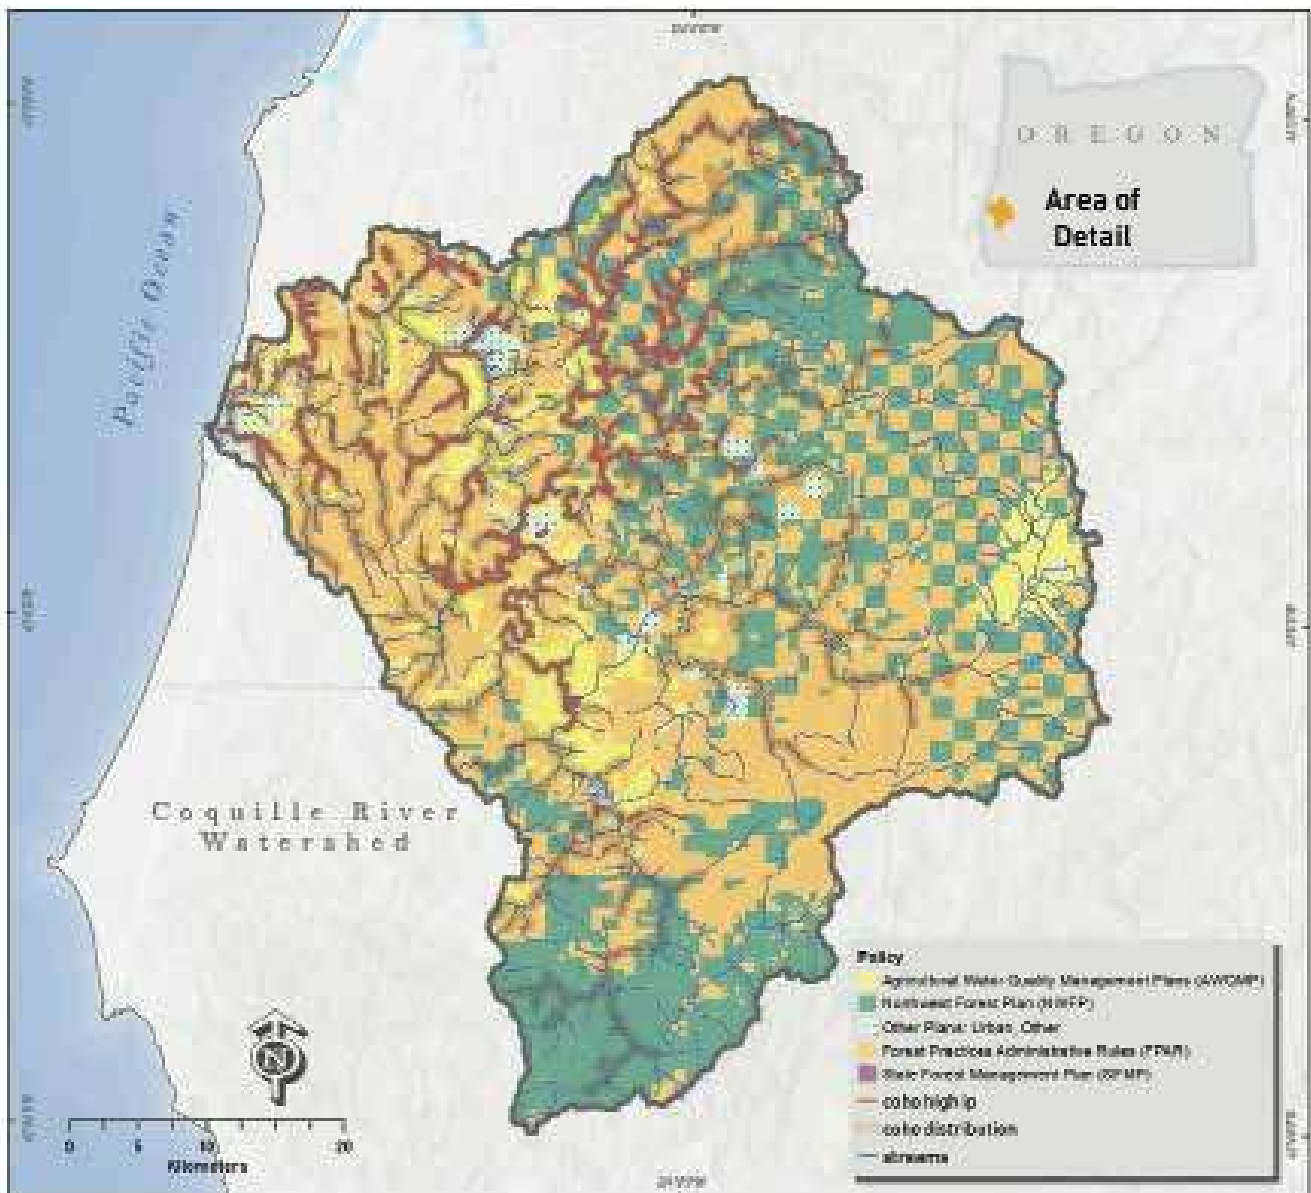 OREGON
Area of
Detail
Pacific Ocean
Coquille River
Watershed
Policy
Agricultural Water Quality Management Plans (AWQMP)
Northwest Forest Plan (NWFP)
Other Plans: Urban, Other
Forest Practices Administrative Rules (FPAR)
State Forest Management Plan (SFMP)
coho high ip
coho distribution
streams
N
0 5 10 20
Kilometers